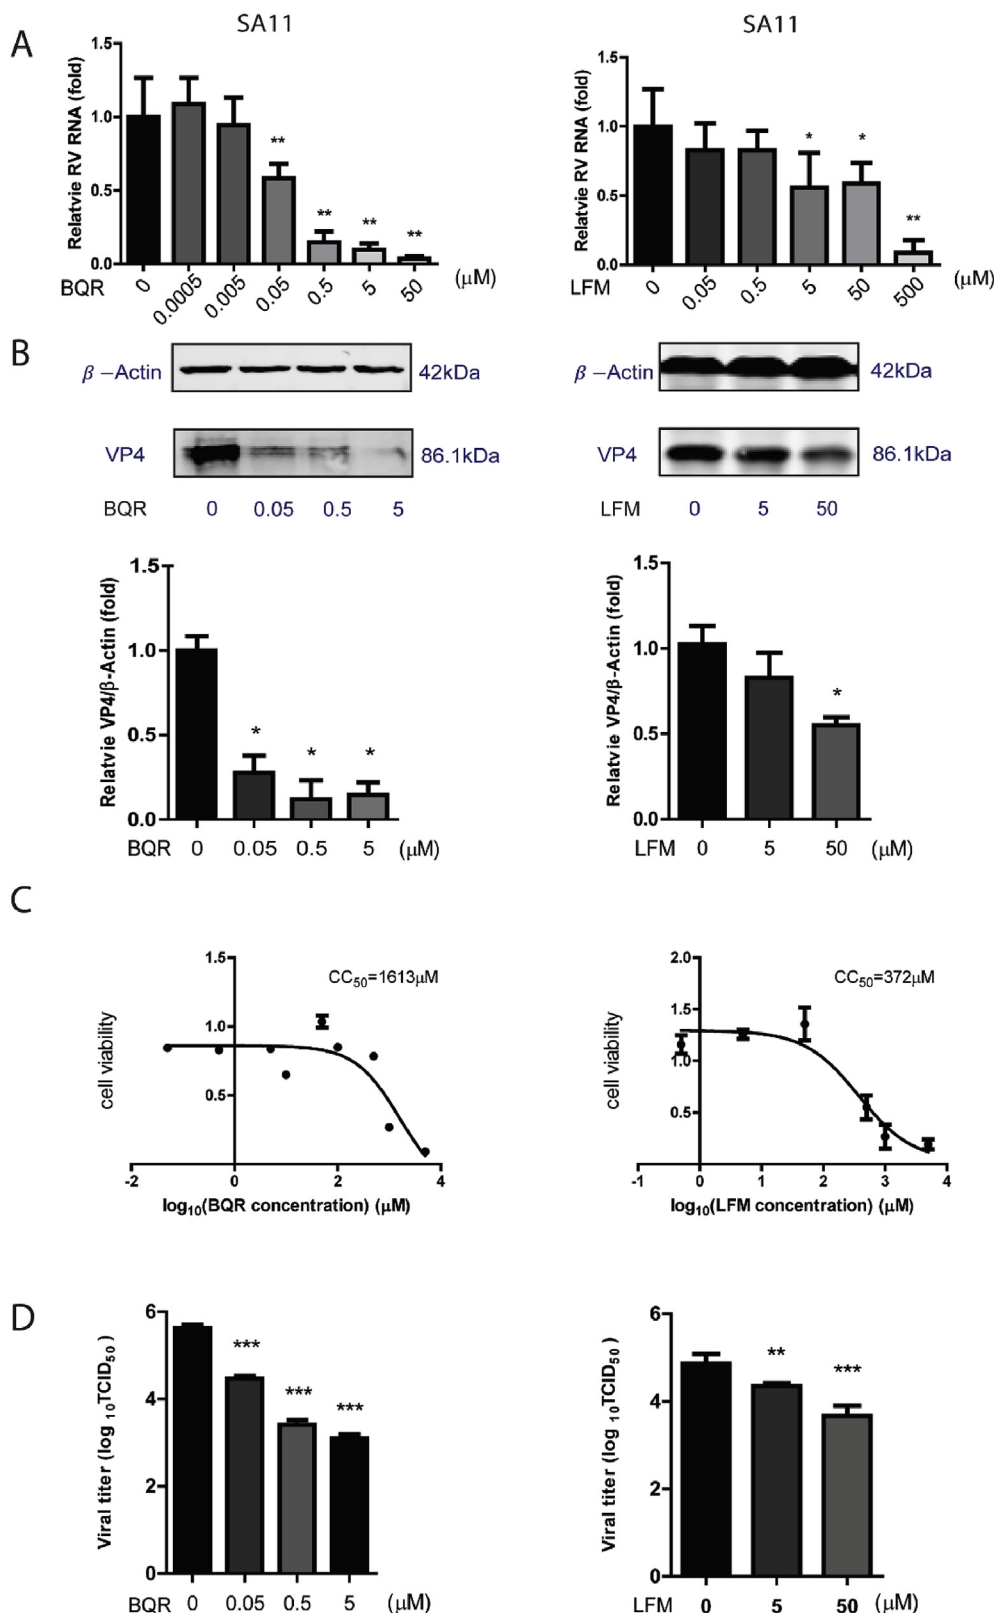 A
SA11
SA11
Relatvie RV RNA (fold)
1.5
1.0
0.5
0.0
BQR
0
0.0005
0.005
0.05
0.5
5
50
(μM)
**
**
**
**
Relatvie RV RNA (fold)
1.5
1.0
0.5
0.0
LFM
0
0.05
0.5
5
50
500
(μM)
*
*
**
B
β –Actin
42kDa
VP4
86.1kDa
BQR 0 0.05 0.5 5
β –Actin
42kDa
VP4
86.1kDa
LFM 0 5 50
Relatvie VP4/β-Actin (fold)
1.5
1.0
0.5
0.0
*
*
*
BQR 0 0.05 0.5 5 (μM)
Relatvie VP4/β-Actin (fold)
1.5
1.0
0.5
0.0
*
LFM 0 5 50 (μM)
C
cell viability
1.5
1.0
0.5
CC50=1613μM
-2 0 2 4
log10(BQR concentration) (μM)
cell viability
2.0
1.5
1.0
0.5
CC50=372μM
-1 0 1 2 3 4
log10(LFM concentration) (μM)
D
Viral titer (log 10TCID50 )
6
4
2
0
***
***
***
BQR 0 0.05 0.5 5 (μM)
Viral titer (log 10TCID50 )
6
4
2
0
**
***
LFM 0 5 50 (μM)